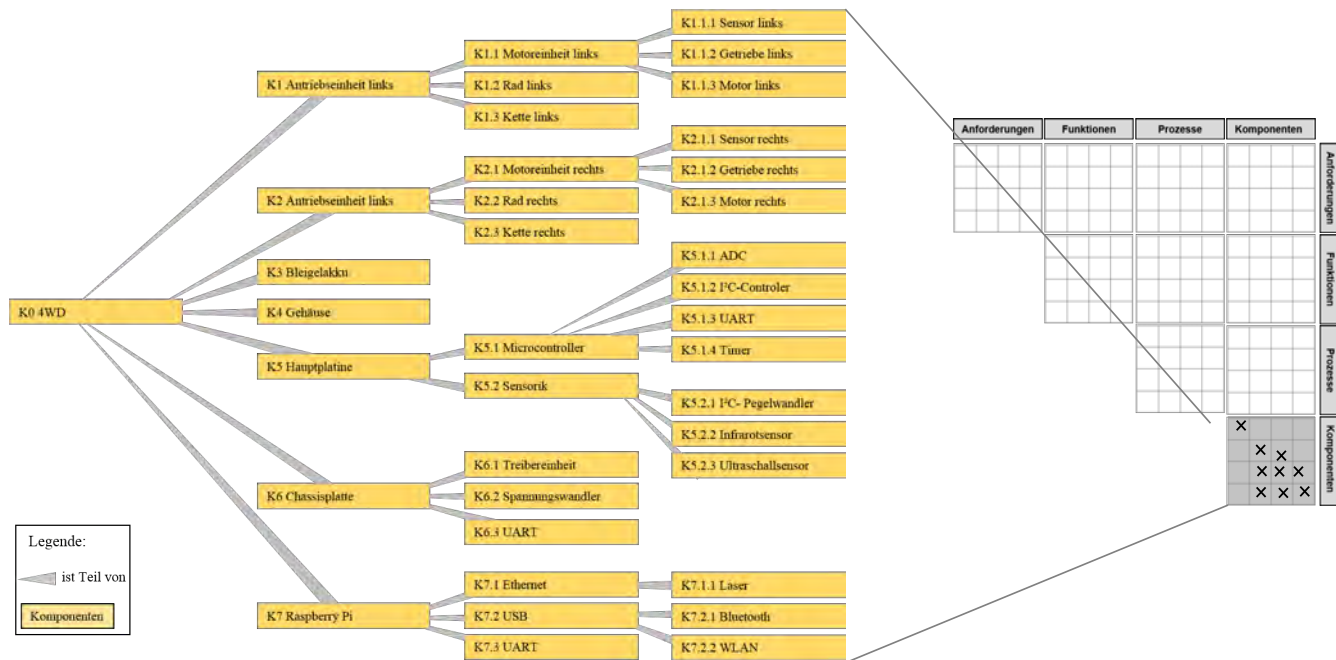 K0 4WD
K1 Antriebseinheit links
K1.1 Motoreinheit links
K1.1.1 Sensor links
K1.1.2 Getriebe links
K1.1.3 Motor links
K1.2 Rad links
K1.3 Kette links
K2 Antriebseinheit links
K2.1 Motoreinheit rechts
K2.1.1 Sensor rechts
K2.1.2 Getriebe rechts
K2.1.3 Motor rechts
K2.2 Rad rechts
K2.3 Kette rechts
K3 Bleigelakku
K4 Gehäuse
K5 Hauptplatine
K5.1 Microcontroller
K5.1.1 ADC
K5.1.2 I²C-Controler
K5.1.3 UART
K5.1.4 Timer
K5.2 Sensorik
K5.2.1 I²C- Pegelwandler
K5.2.2 Infrarotsensor
K5.2.3 Ultraschallsensor
K6 Chassisplatte
K6.1 Treibereinheit
K6.2 Spannungswandler
K6.3 UART
K7 Raspberry Pi
K7.1 Ethernet
K7.1.1 Laser
K7.2 USB
K7.2.1 Bluetooth
K7.2.2 WLAN
K7.3 UART
Legende:
ist Teil von
Komponenten
Anforderungen
Funktionen
Prozesse
Komponenten
Anforderungen
Funktionen
Prozesse
Komponenten
X
X X
X X X
X X X